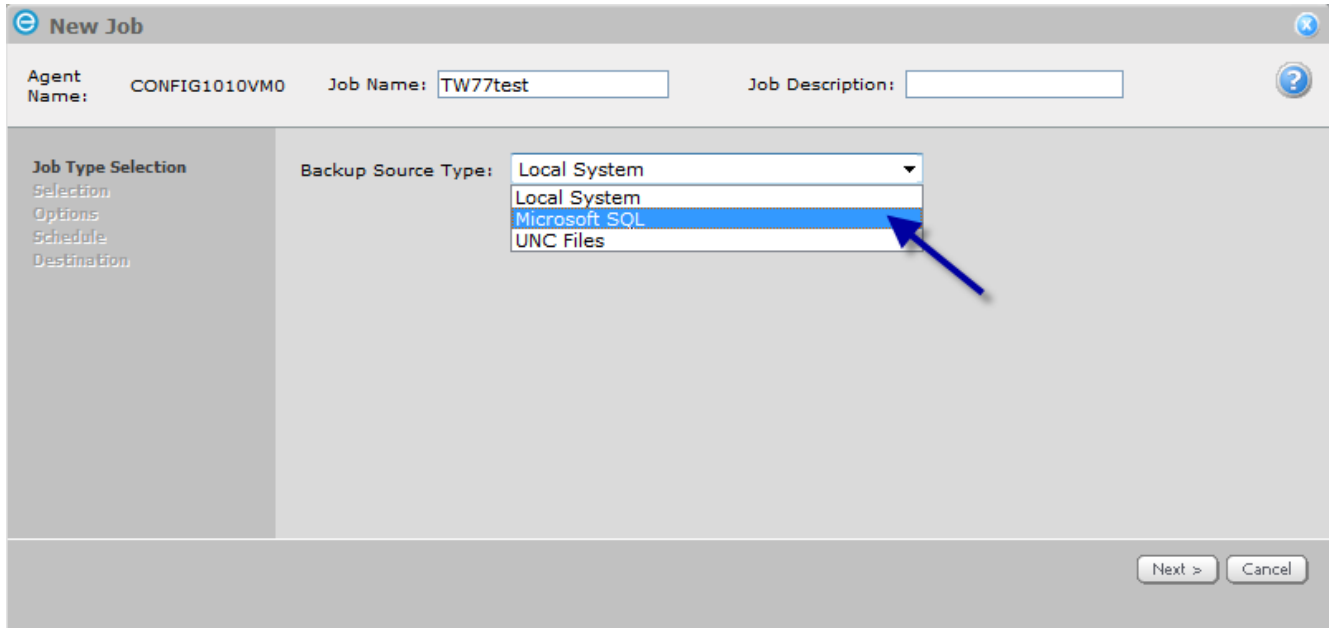 New Job
Agent Name: CONFIG1010VM0 Job Name: TW77test Job Description:
Job Type Selection
Selection
Options
Schedule
Destination
Backup Source Type: Local System
Local System
Microsoft SQL
UNC Files
Next > Cancel